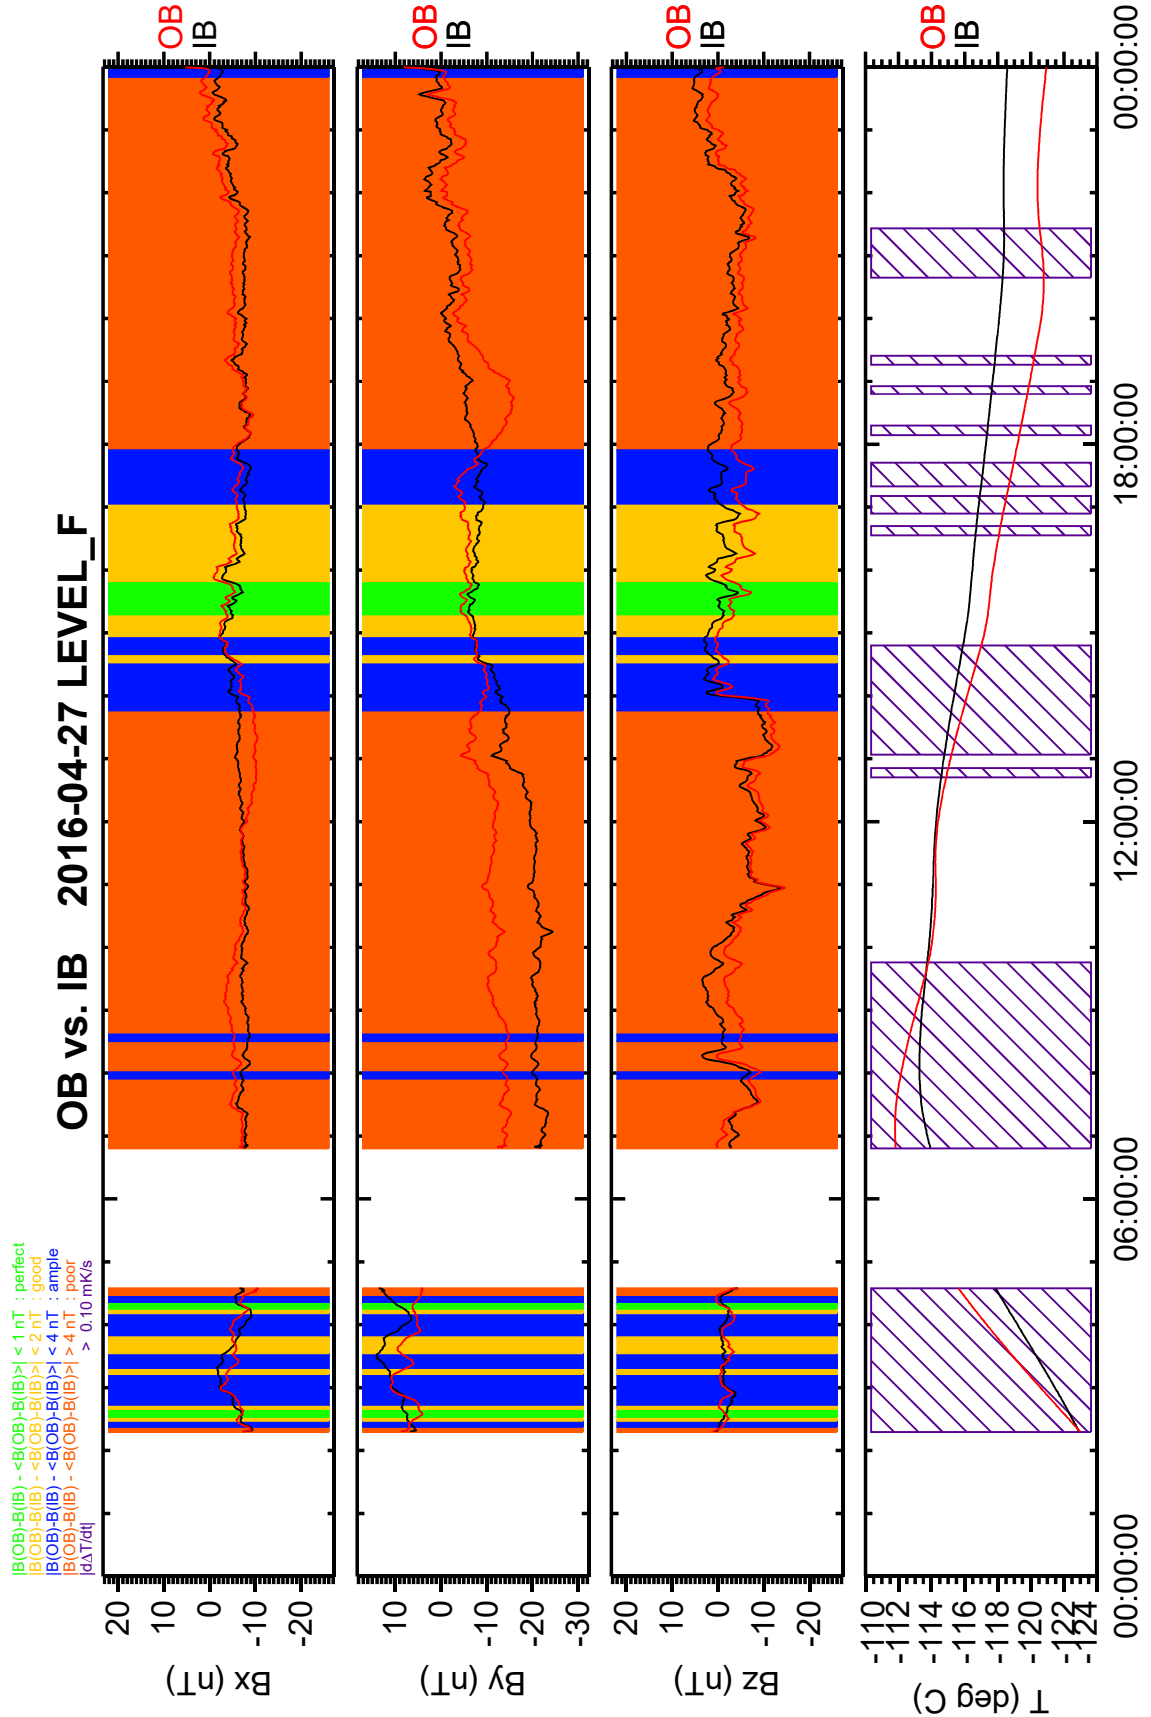 |B(OB)-B(IB) - <B(OB)-B(IB)>| < 1 nT : perfect
|B(OB)-B(IB) - <B(OB)-B(IB)>| < 2 nT : good
|B(OB)-B(IB) - <B(OB)-B(IB)>| < 4 nT : ample
|B(OB)-B(IB) - <B(OB)-B(IB)>| > 4 nT : poor
|dΔT/dt| > 0.10 mK/s
OB vs. IB 2016-04-27 LEVEL_F
Bx (nT)
20
10
0
-10
-20
OB
IB
By (nT)
10
0
-10
-20
-30
OB
IB
Bz (nT)
20
10
0
-10
-20
OB
IB
T (deg C)
-110
-112
-114
-116
-118
-120
-122
-124
OB
IB
00:00:00
06:00:00
12:00:00
18:00:00
00:00:00